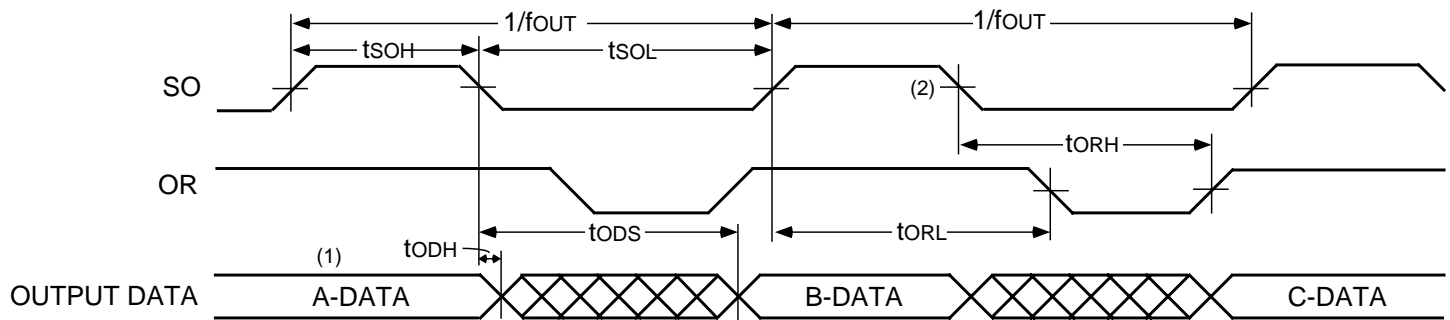 1/fOUT 1/fOUT
tSOH tSOL
SO (2)
tORH
OR
tODS tORL
tODH
(1)
OUTPUT DATA A-DATA B-DATA C-DATA